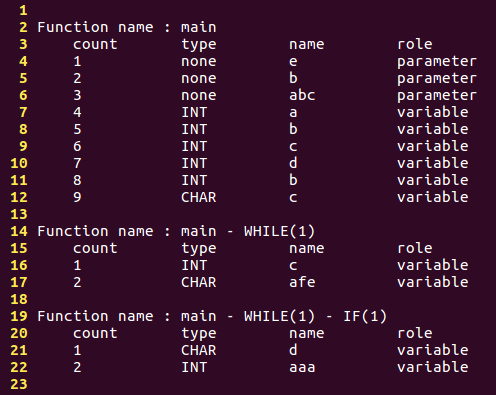 1
2 Function name : main
3 count type name role
4 1 none e parameter
5 2 none b parameter
6 3 none abc parameter
7 4 INT a variable
8 5 INT b variable
9 6 INT c variable
10 7 INT d variable
11 8 INT b variable
12 9 CHAR c variable
13
14 Function name : main - WHILE(1)
15 count type name role
16 1 INT c variable
17 2 CHAR afe variable
18
19 Function name : main - WHILE(1) - IF(1)
20 count type name role
21 1 CHAR d variable
22 2 INT aaa variable
23